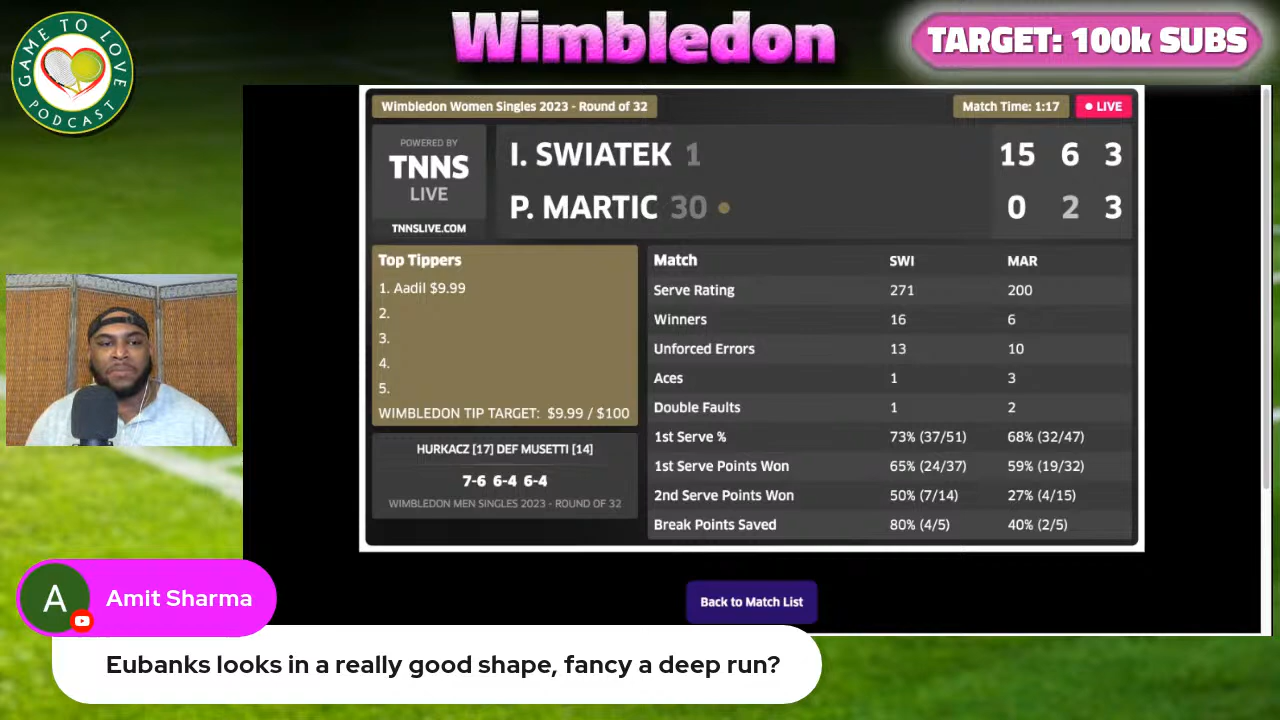 GAME TO LOVE
PODCAST
Wimbledon
TARGET: 100k SUBS
Wimbledon Women Singles 2023 - Round of 32
Match Time: 1:17
LIVE
POWERED BY
TNNS
LIVE
TNNSLIVE.COM
I. SWIATEK 1 15 6 3
P. MARTIC 30 0 2 3
Top Tippers
1. Aadil $9.99
2.
3.
4.
5.
WIMBLEDON TIP TARGET: $9.99 / $100
HURKACZ [17] DEF MUSETTI [14]
7-6 6-4 6-4
WIMBLEDON MEN SINGLES 2023 - ROUND OF 32
Match SWI MAR
Serve Rating 271 200
Winners 16 6
Unforced Errors 13 10
Aces 1 3
Double Faults 1 2
1st Serve % 73% (37/51) 68% (32/47)
1st Serve Points Won 65% (24/37) 59% (19/32)
2nd Serve Points Won 50% (7/14) 27% (4/15)
Break Points Saved 80% (4/5) 40% (2/5)
Back to Match List
A
Amit Sharma
Eubanks looks in a really good shape, fancy a deep run?